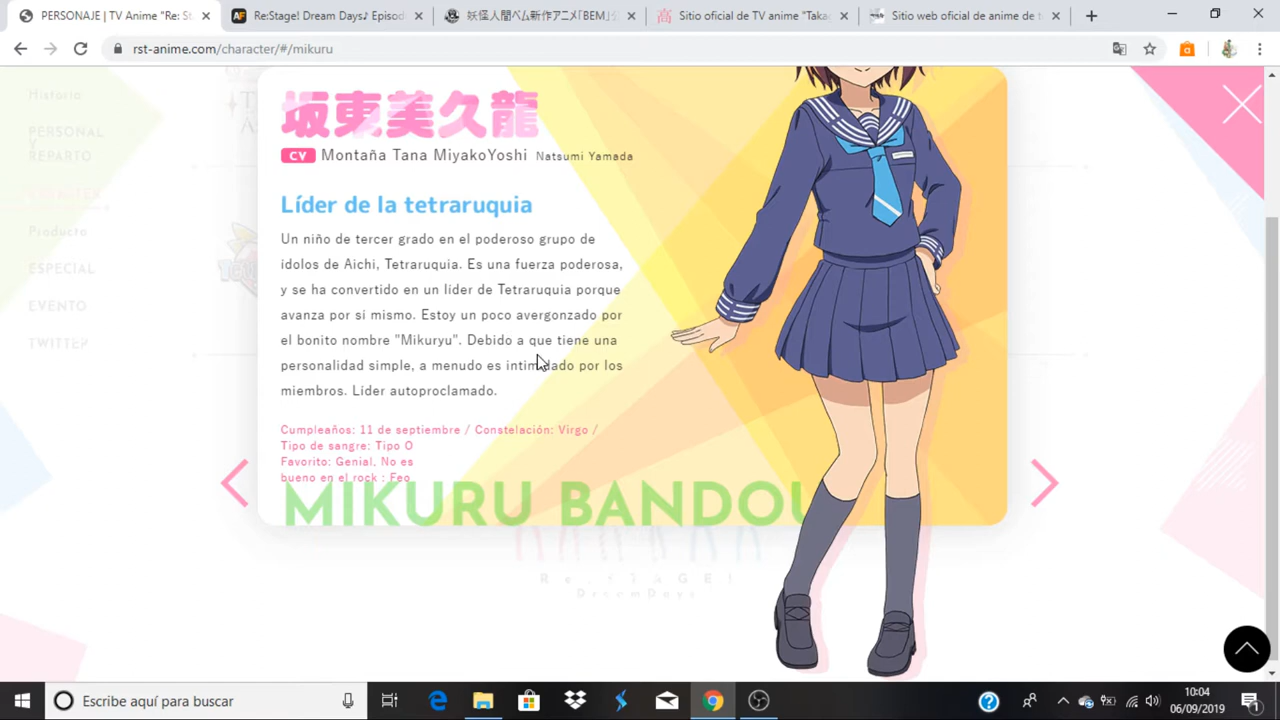 PERSONAJE | TV Anime "Re: St
Re:Stage! Dream Days♪ Episodi
妖怪人間ベム新作アニメ「BEM」公
Sitio oficial de TV anime "Taka
Sitio web oficial de anime de t
rst-anime.com/character/#/mikuru
Historia
PERSONAL
Y
REPARTO
Producto
ESPECIAL
EVENTO
TWITTER
坂東美久龍
CV Montaña Tana MiyakoYoshi Natsumi Yamada
Líder de la tetraruquia
Un niño de tercer grado en el poderoso grupo de
ídolos de Aichi, Tetraruquia. Es una fuerza poderosa,
y se ha convertido en un líder de Tetraruquia porque
avanza por sí mismo. Estoy un poco avergonzado por
el bonito nombre "Mikuryu". Debido a que tiene una
personalidad simple, a menudo es intimidado por los
miembros. Líder autoproclamado.
Cumpleaños: 11 de septiembre / Constelación: Virgo /
Tipo de sangre: Tipo O
Favorito: Genial, No es
bueno en el rock : Feo
MIKURU BANDOU
Re:STAGE!
DreamDays
Escribe aquí para buscar
10:04
06/09/2019
1